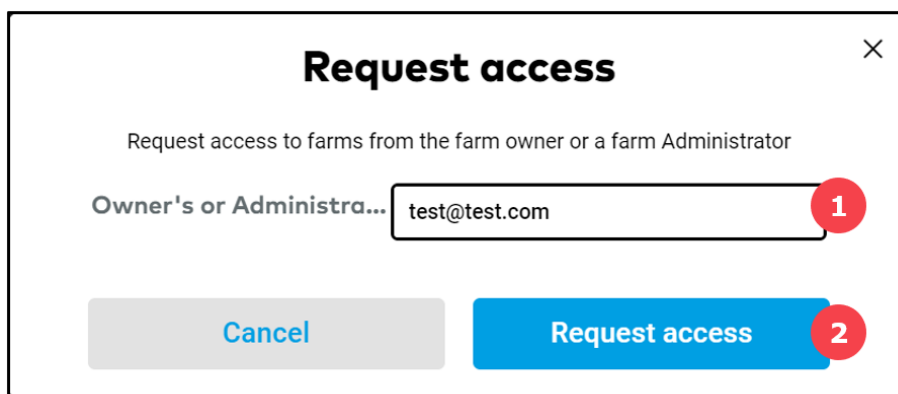 Request access
Request access to farms from the farm owner or a farm Administrator
Owner's or Administra... test@test.com 1
Cancel Request access 2